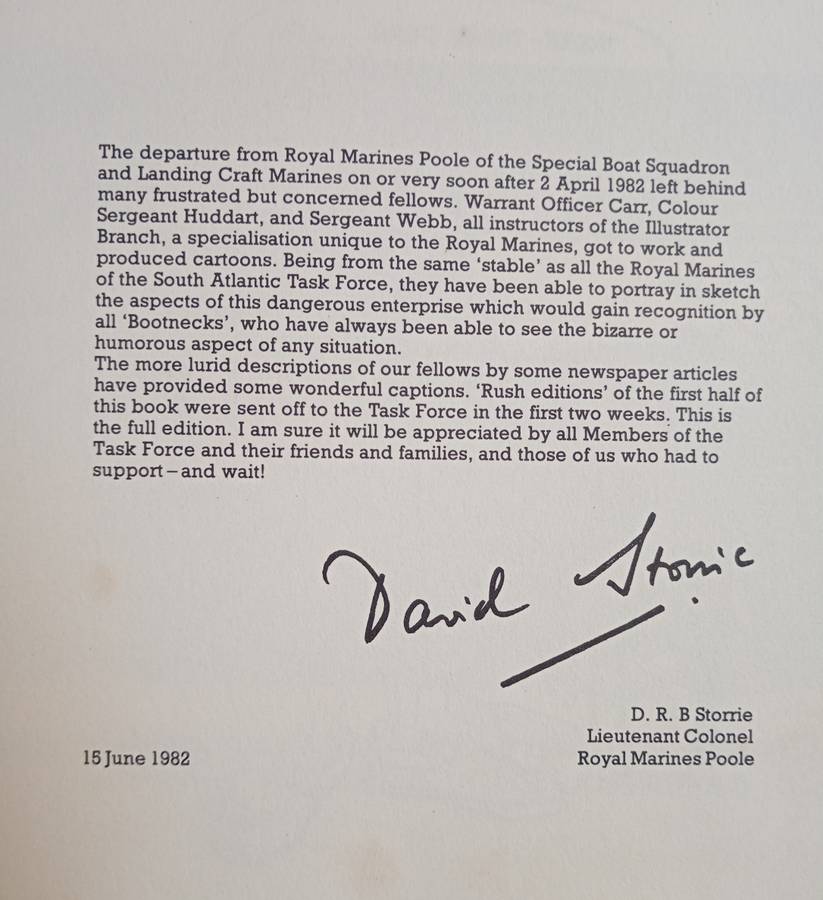 The departure from Royal Marines Poole of the Special Boat Squadron
and Landing Craft Marines on or very soon after 2 April 1982 left behind
many frustrated but concerned fellows. Warrant Officer Carr, Colour
Sergeant Huddart, and Sergeant Webb, all instructors of the Illustrator
Branch, a specialisation unique to the Royal Marines, got to work and
produced cartoons. Being from the same ‘stable’ as all the Royal Marines
of the South Atlantic Task Force, they have been able to portray in sketch
the aspects of this dangerous enterprise which would gain recognition by
all ‘Bootnecks’, who have always been able to see the bizarre or
humorous aspect of any situation.
The more lurid descriptions of our fellows by some newspaper articles
have provided some wonderful captions. ‘Rush editions’ of the first half of
this book were sent off to the Task Force in the first two weeks. This is
the full edition. I am sure it will be appreciated by all Members of the
Task Force and their friends and families, and those of us who had to
support – and wait!
David Storrie
D. R. B Storrie
Lieutenant Colonel
15 June 1982 Royal Marines Poole